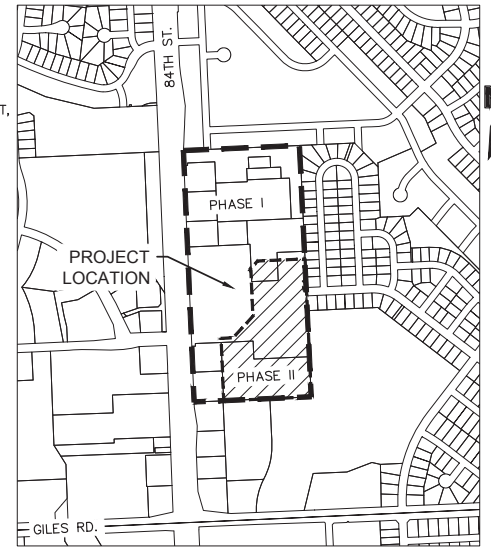 84TH ST.
T,
PHASE I
PROJECT
LOCATION
PHASE II
GILES RD.